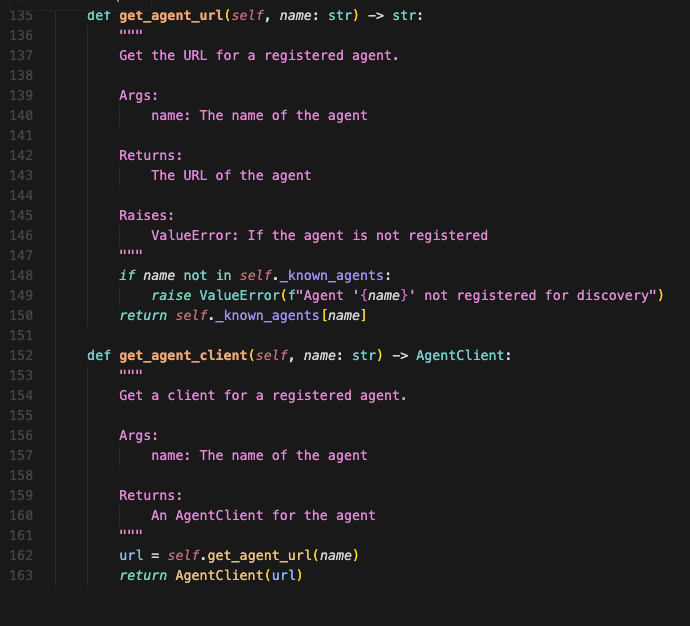 135 def get_agent_url(self, name: str) -> str:
136 """
137 Get the URL for a registered agent.
138
139 Args:
140 name: The name of the agent
141
142 Returns:
143 The URL of the agent
144
145 Raises:
146 ValueError: If the agent is not registered
147 """
148 if name not in self._known_agents:
149 raise ValueError(f"Agent '{name}' not registered for discovery")
150 return self._known_agents[name]
151
152 def get_agent_client(self, name: str) -> AgentClient:
153 """
154 Get a client for a registered agent.
155
156 Args:
157 name: The name of the agent
158
159 Returns:
160 An AgentClient for the agent
161 """
162 url = self.get_agent_url(name)
163 return AgentClient(url)